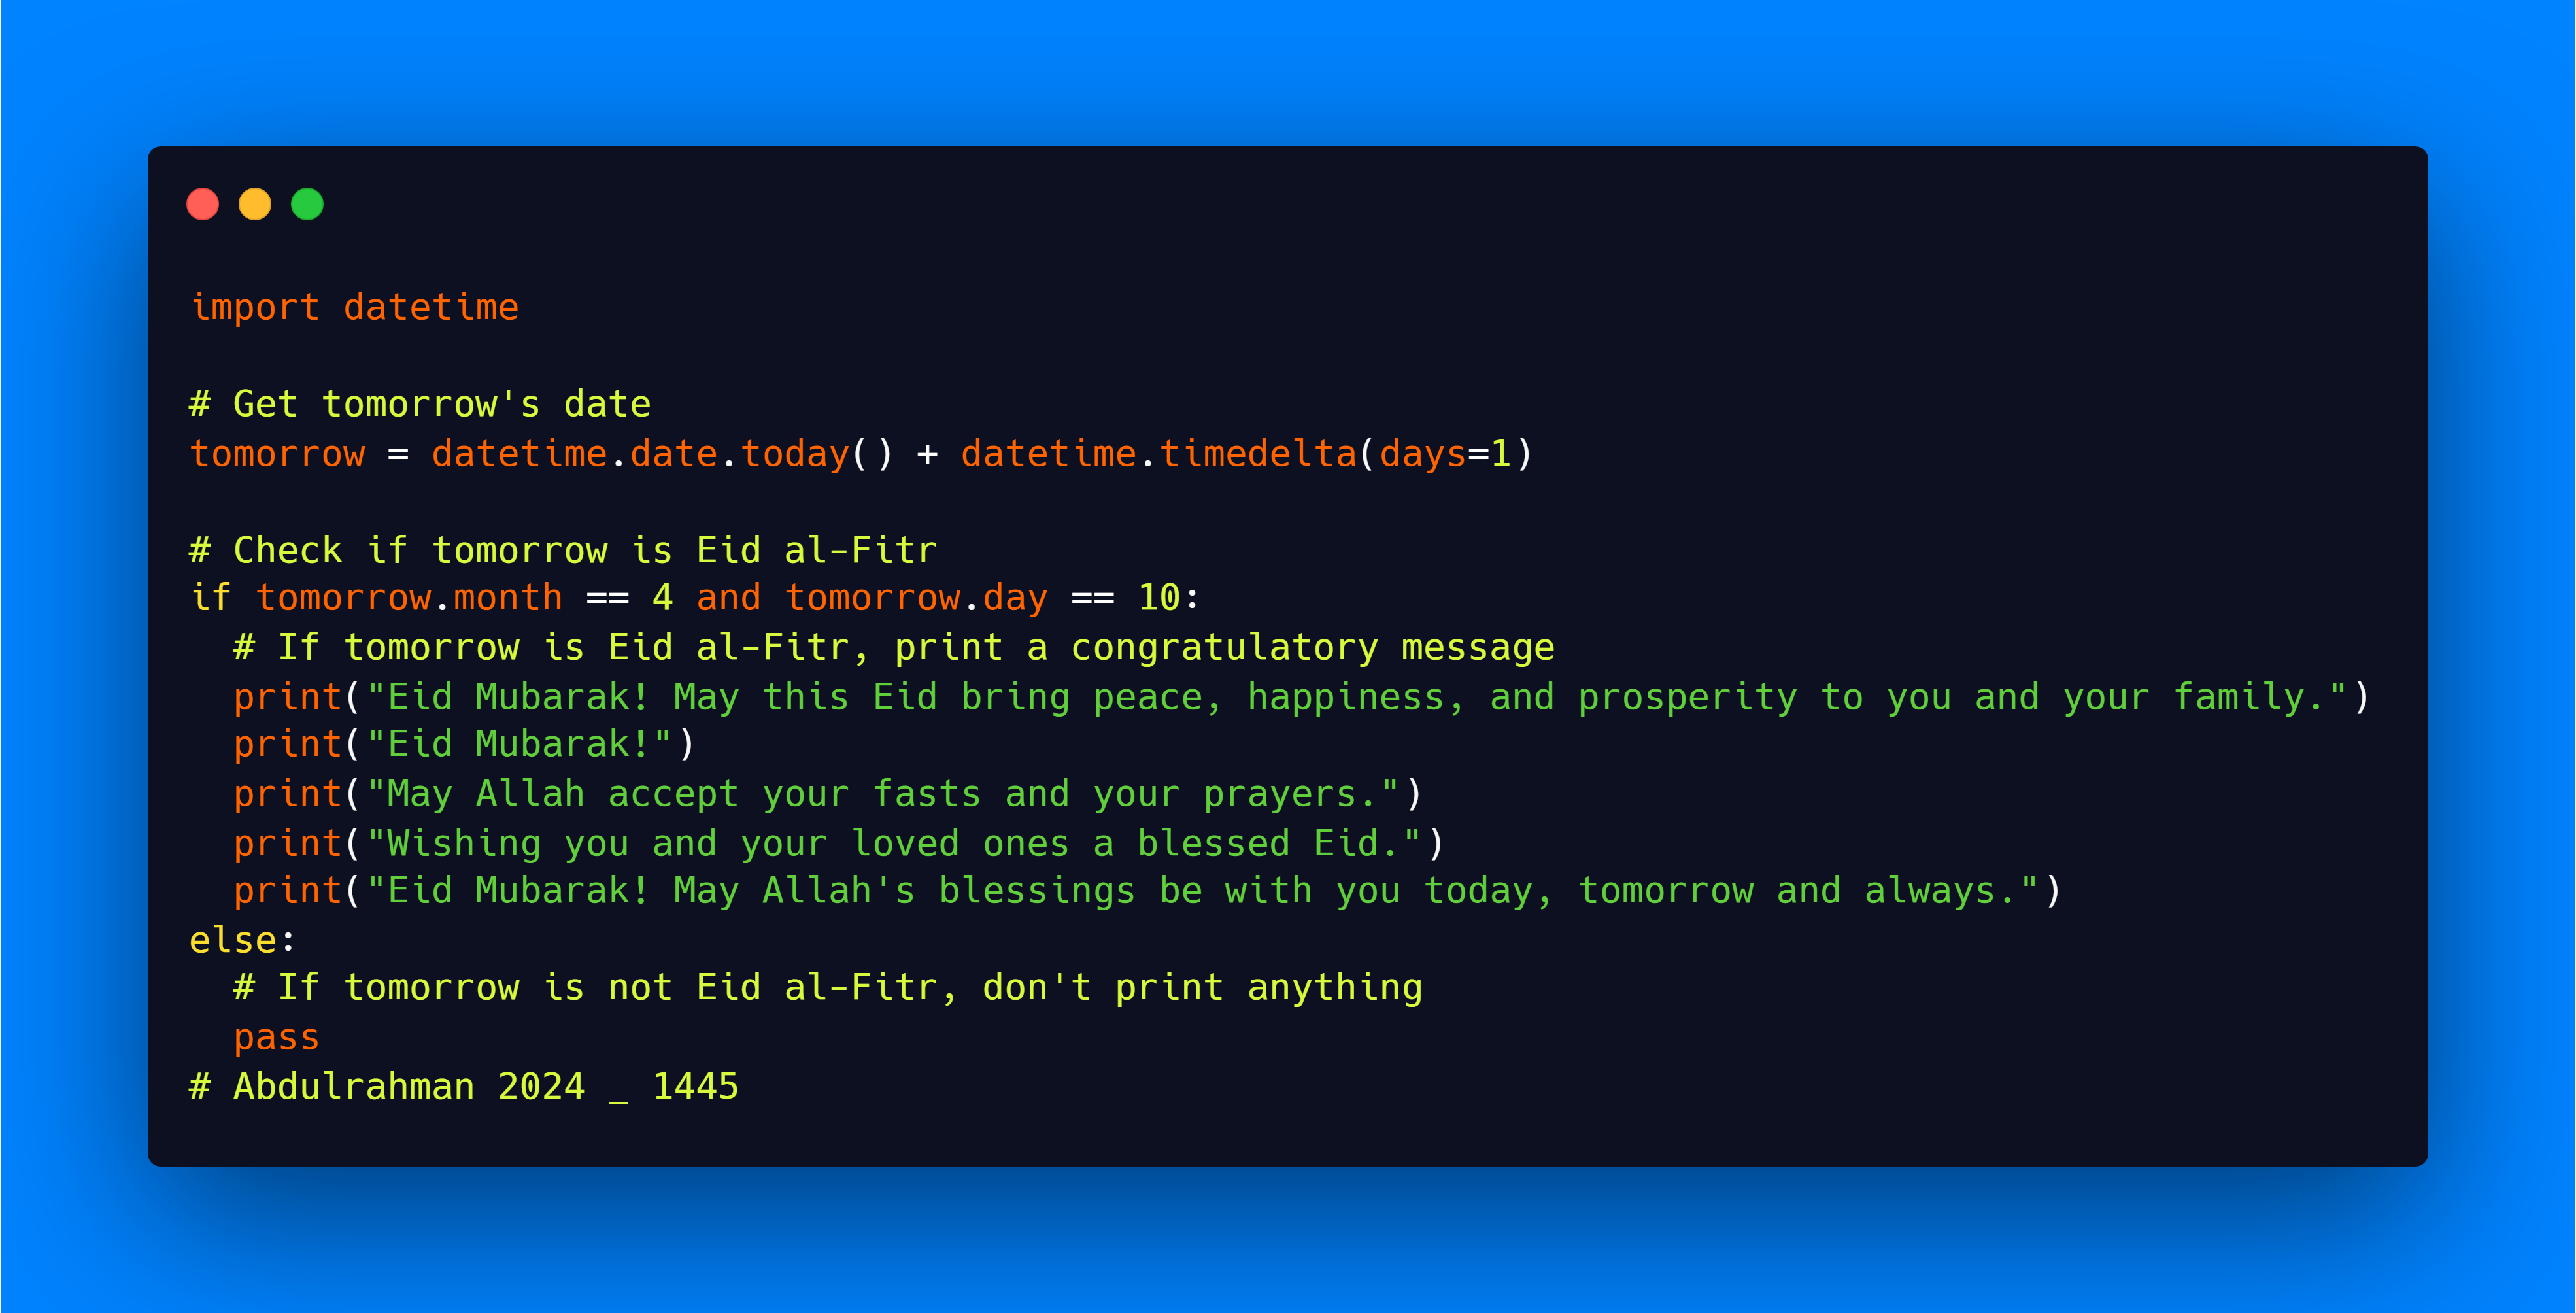 import datetime
# Get tomorrow's date
tomorrow = datetime.date.today() + datetime.timedelta(days=1)
# Check if tomorrow is Eid al-Fitr
if tomorrow.month == 4 and tomorrow.day == 10:
  # If tomorrow is Eid al-Fitr, print a congratulatory message
  print("Eid Mubarak! May this Eid bring peace, happiness, and prosperity to you and your family.")
  print("Eid Mubarak!")
  print("May Allah accept your fasts and your prayers.")
  print("Wishing you and your loved ones a blessed Eid.")
  print("Eid Mubarak! May Allah's blessings be with you today, tomorrow and always.")
else:
  # If tomorrow is not Eid al-Fitr, don't print anything
  pass
# Abdulrahman 2024 _ 1445